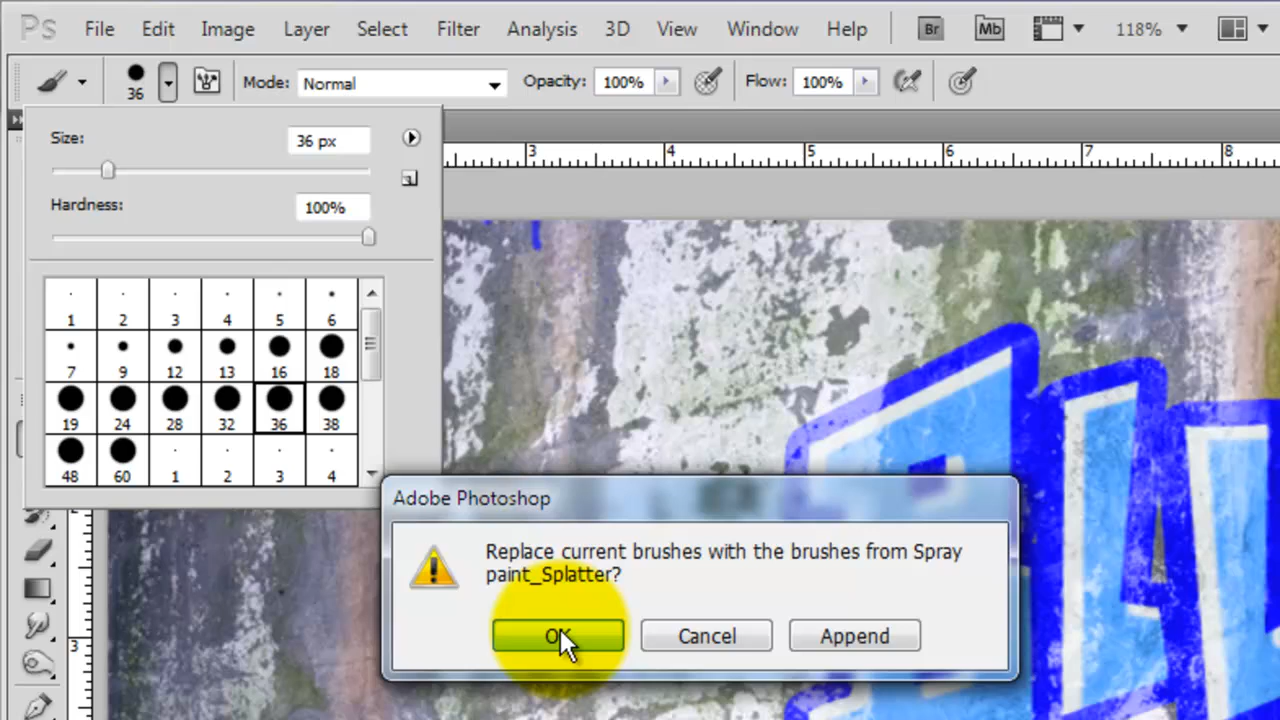 Ps File Edit Image Layer Select Filter Analysis 3D View Window Help Br Mb 118%
36 Mode: Normal Opacity: 100% Flow: 100%
Size: 36 px
Hardness: 100%
3 4 5 6 7 8
1 2 3 4 5 6
7 9 12 13 16 18
19 24 28 32 36 38
48 60 1 2 3 4
Adobe Photoshop
Replace current brushes with the brushes from Spray
paint_Splatter?
OK Cancel Append
3